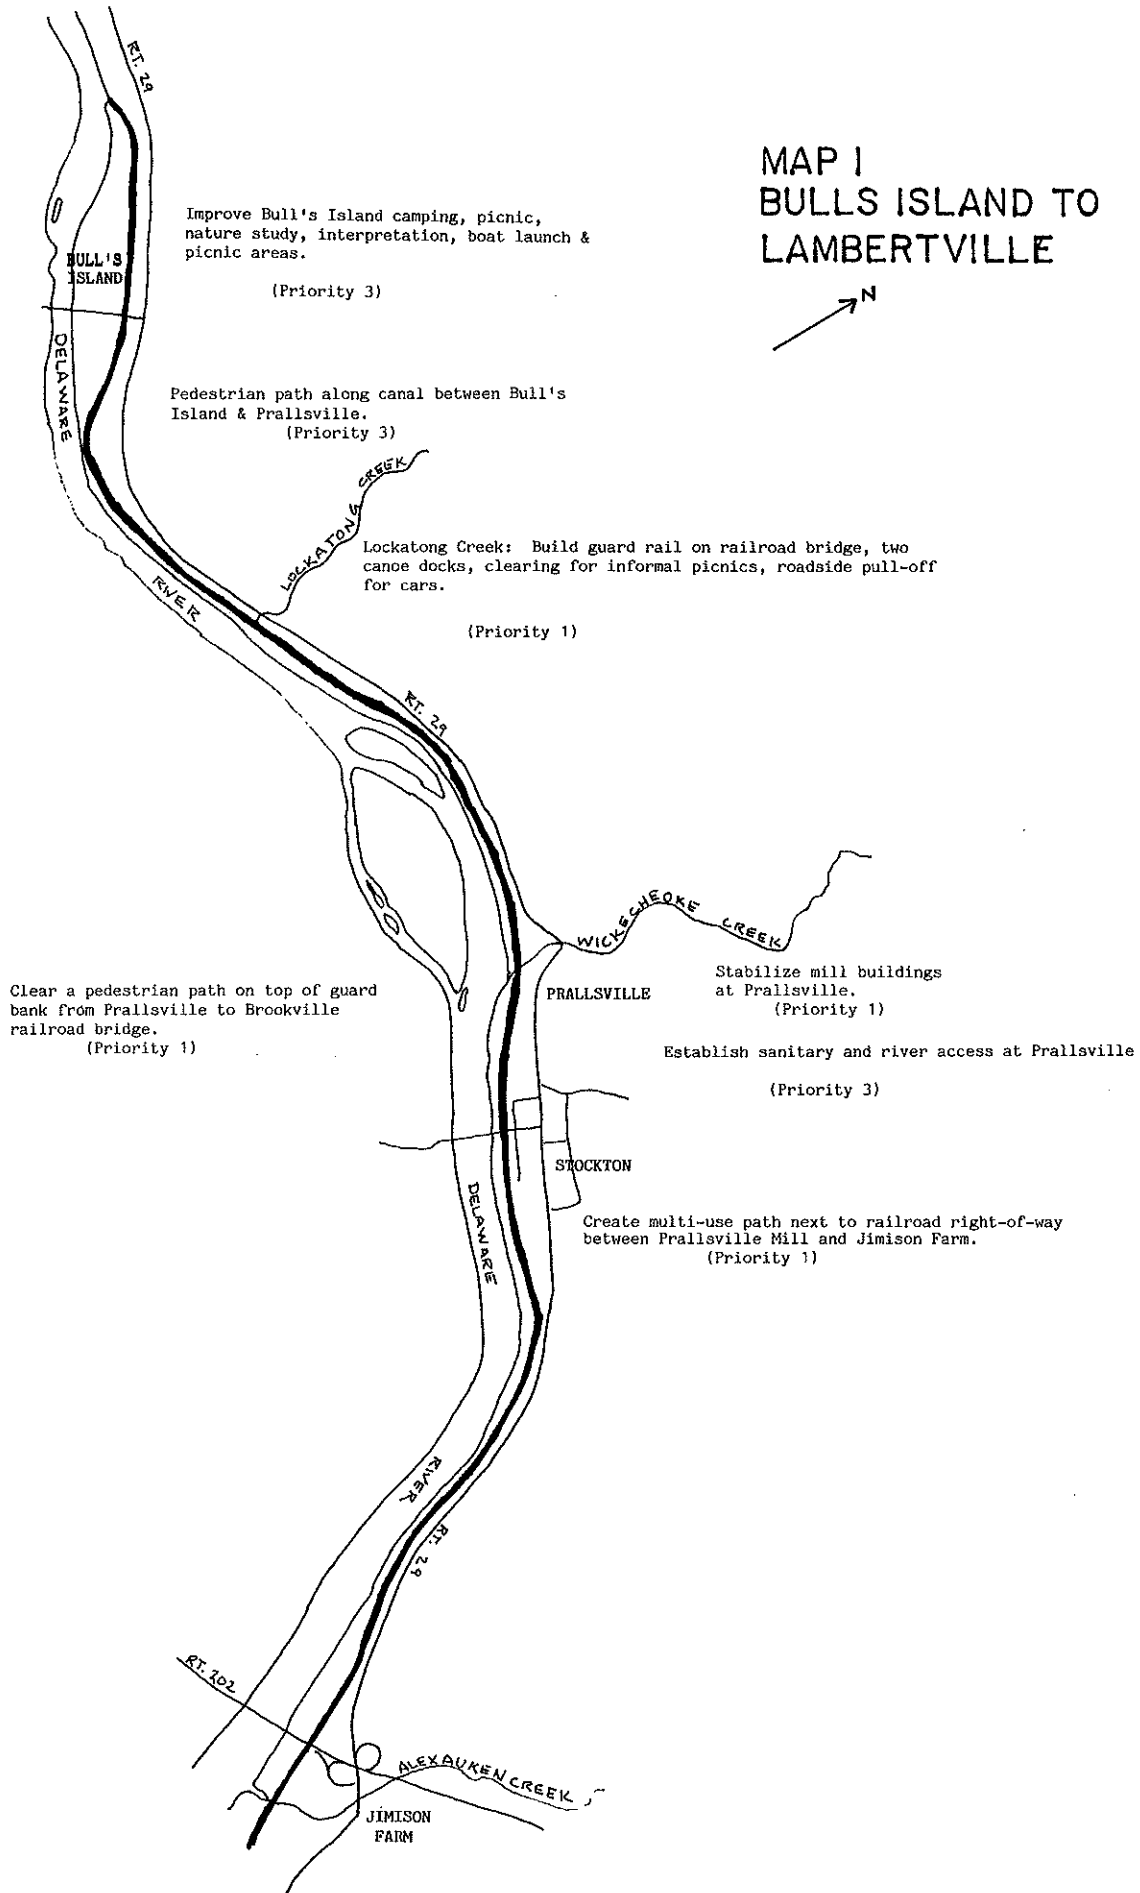 RT. 29
MAP 1
BULLS ISLAND TO
LAMBERTVILLE
N
Improve Bull's Island camping, picnic,
nature study, interpretation, boat launch &
picnic areas.
(Priority 3)
BULL'S
ISLAND
DELAWARE
Pedestrian path along canal between Bull's
Island & Prallsville.
(Priority 3)
LOCKATONG CREEK
Lockatong Creek: Build guard rail on railroad bridge, two
canoe docks, clearing for informal picnics, roadside pull-off
for cars.
(Priority 1)
RIVER
RT. 29
WICKECHEOKE CREEK
PRALLSVILLE
Stabilize mill buildings
at Prallsville.
(Priority 1)
Clear a pedestrian path on top of guard
bank from Prallsville to Brookville
railroad bridge.
(Priority 1)
Establish sanitary and river access at Prallsville
(Priority 3)
STOCKTON
DELAWARE
Create multi-use path next to railroad right-of-way
between Prallsville Mill and Jimison Farm.
(Priority 1)
RIVER
RT. 29
RT. 202
ALEXAUKEN CREEK
JIMISON
FARM